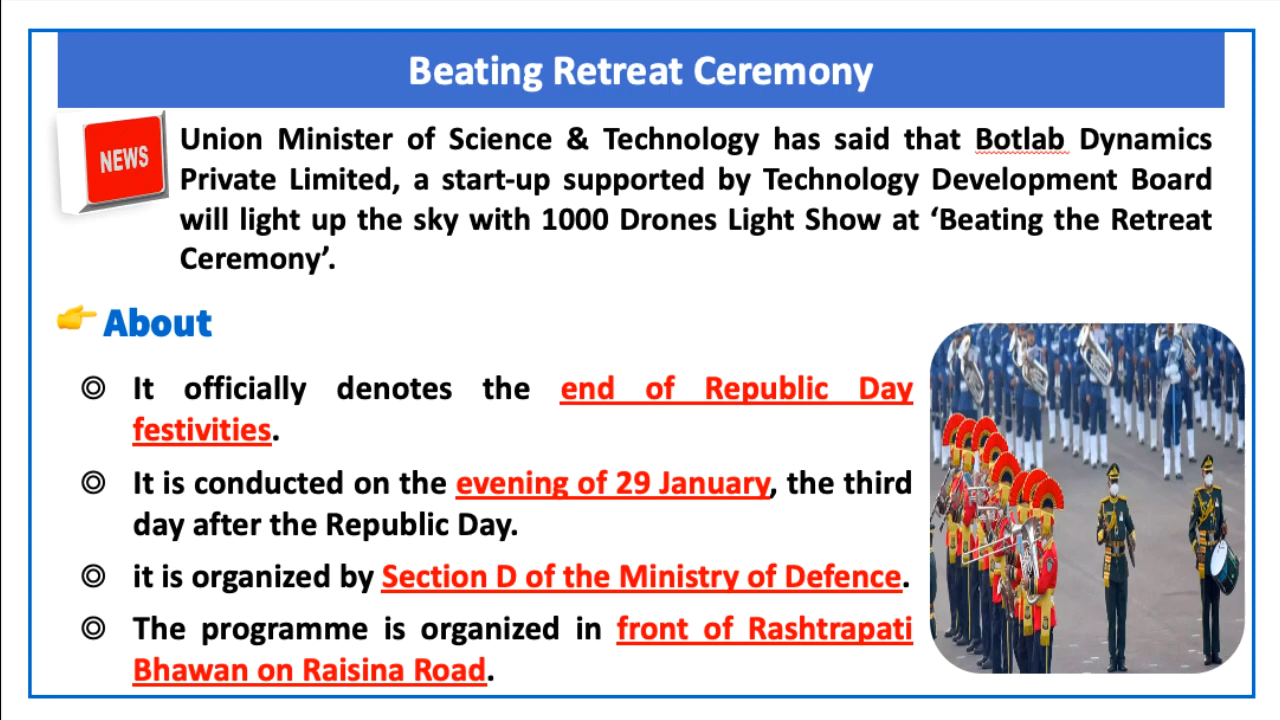 Beating Retreat Ceremony
NEWS
Union Minister of Science & Technology has said that Botlab Dynamics
Private Limited, a start-up supported by Technology Development Board
will light up the sky with 1000 Drones Light Show at ‘Beating the Retreat
Ceremony’.
About
It officially denotes the end of Republic Day
festivities.
It is conducted on the evening of 29 January, the third
day after the Republic Day.
it is organized by Section D of the Ministry of Defence.
The programme is organized in front of Rashtrapati
Bhawan on Raisina Road.